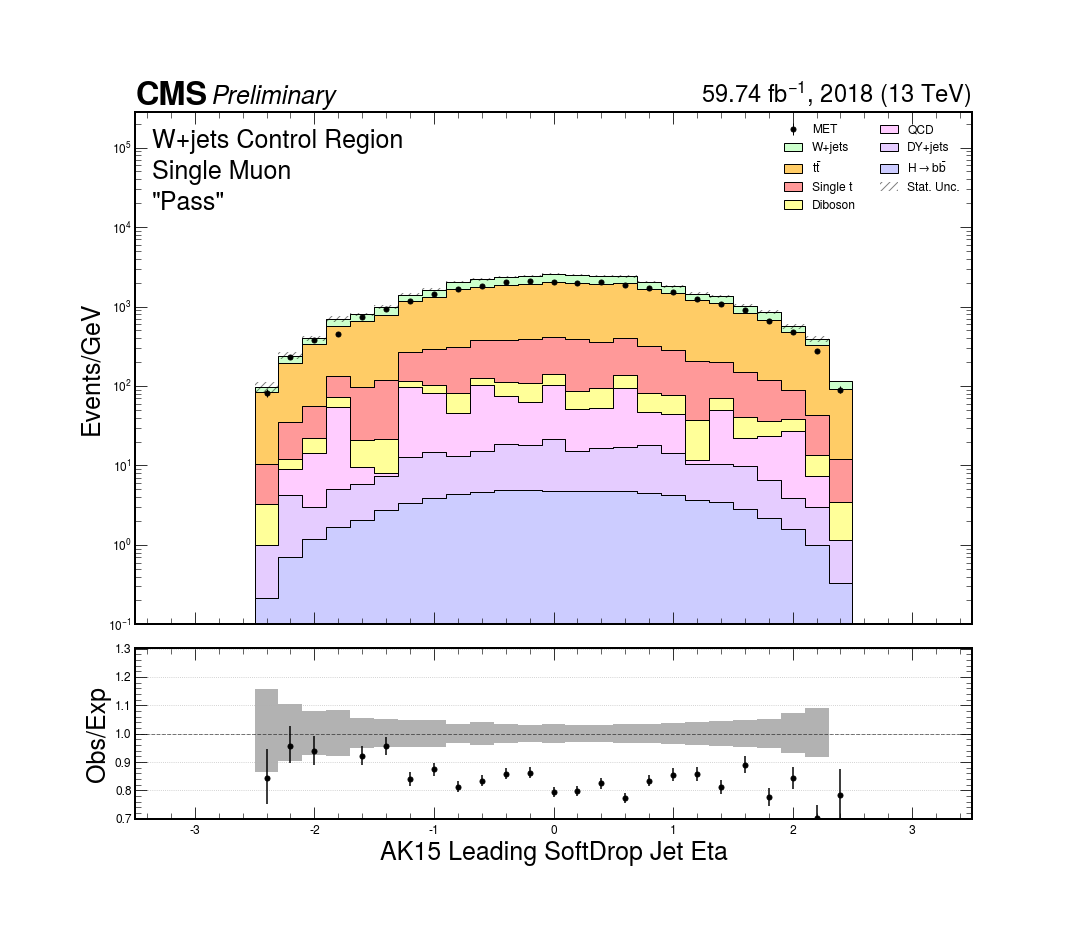 CMS Preliminary
59.74 fb⁻¹, 2018 (13 TeV)
W+jets Control Region
Single Muon
"Pass"
MET
W+jets
tt̄
Single t
Diboson
QCD
DY+jets
H→bb̄
Stat. Unc.
Events/GeV
10⁵
10⁴
10³
10²
10¹
10⁰
10⁻¹
Obs/Exp
1.3
1.2
1.1
1.0
0.9
0.8
0.7
-3 -2 -1 0 1 2 3
AK15 Leading SoftDrop Jet Eta